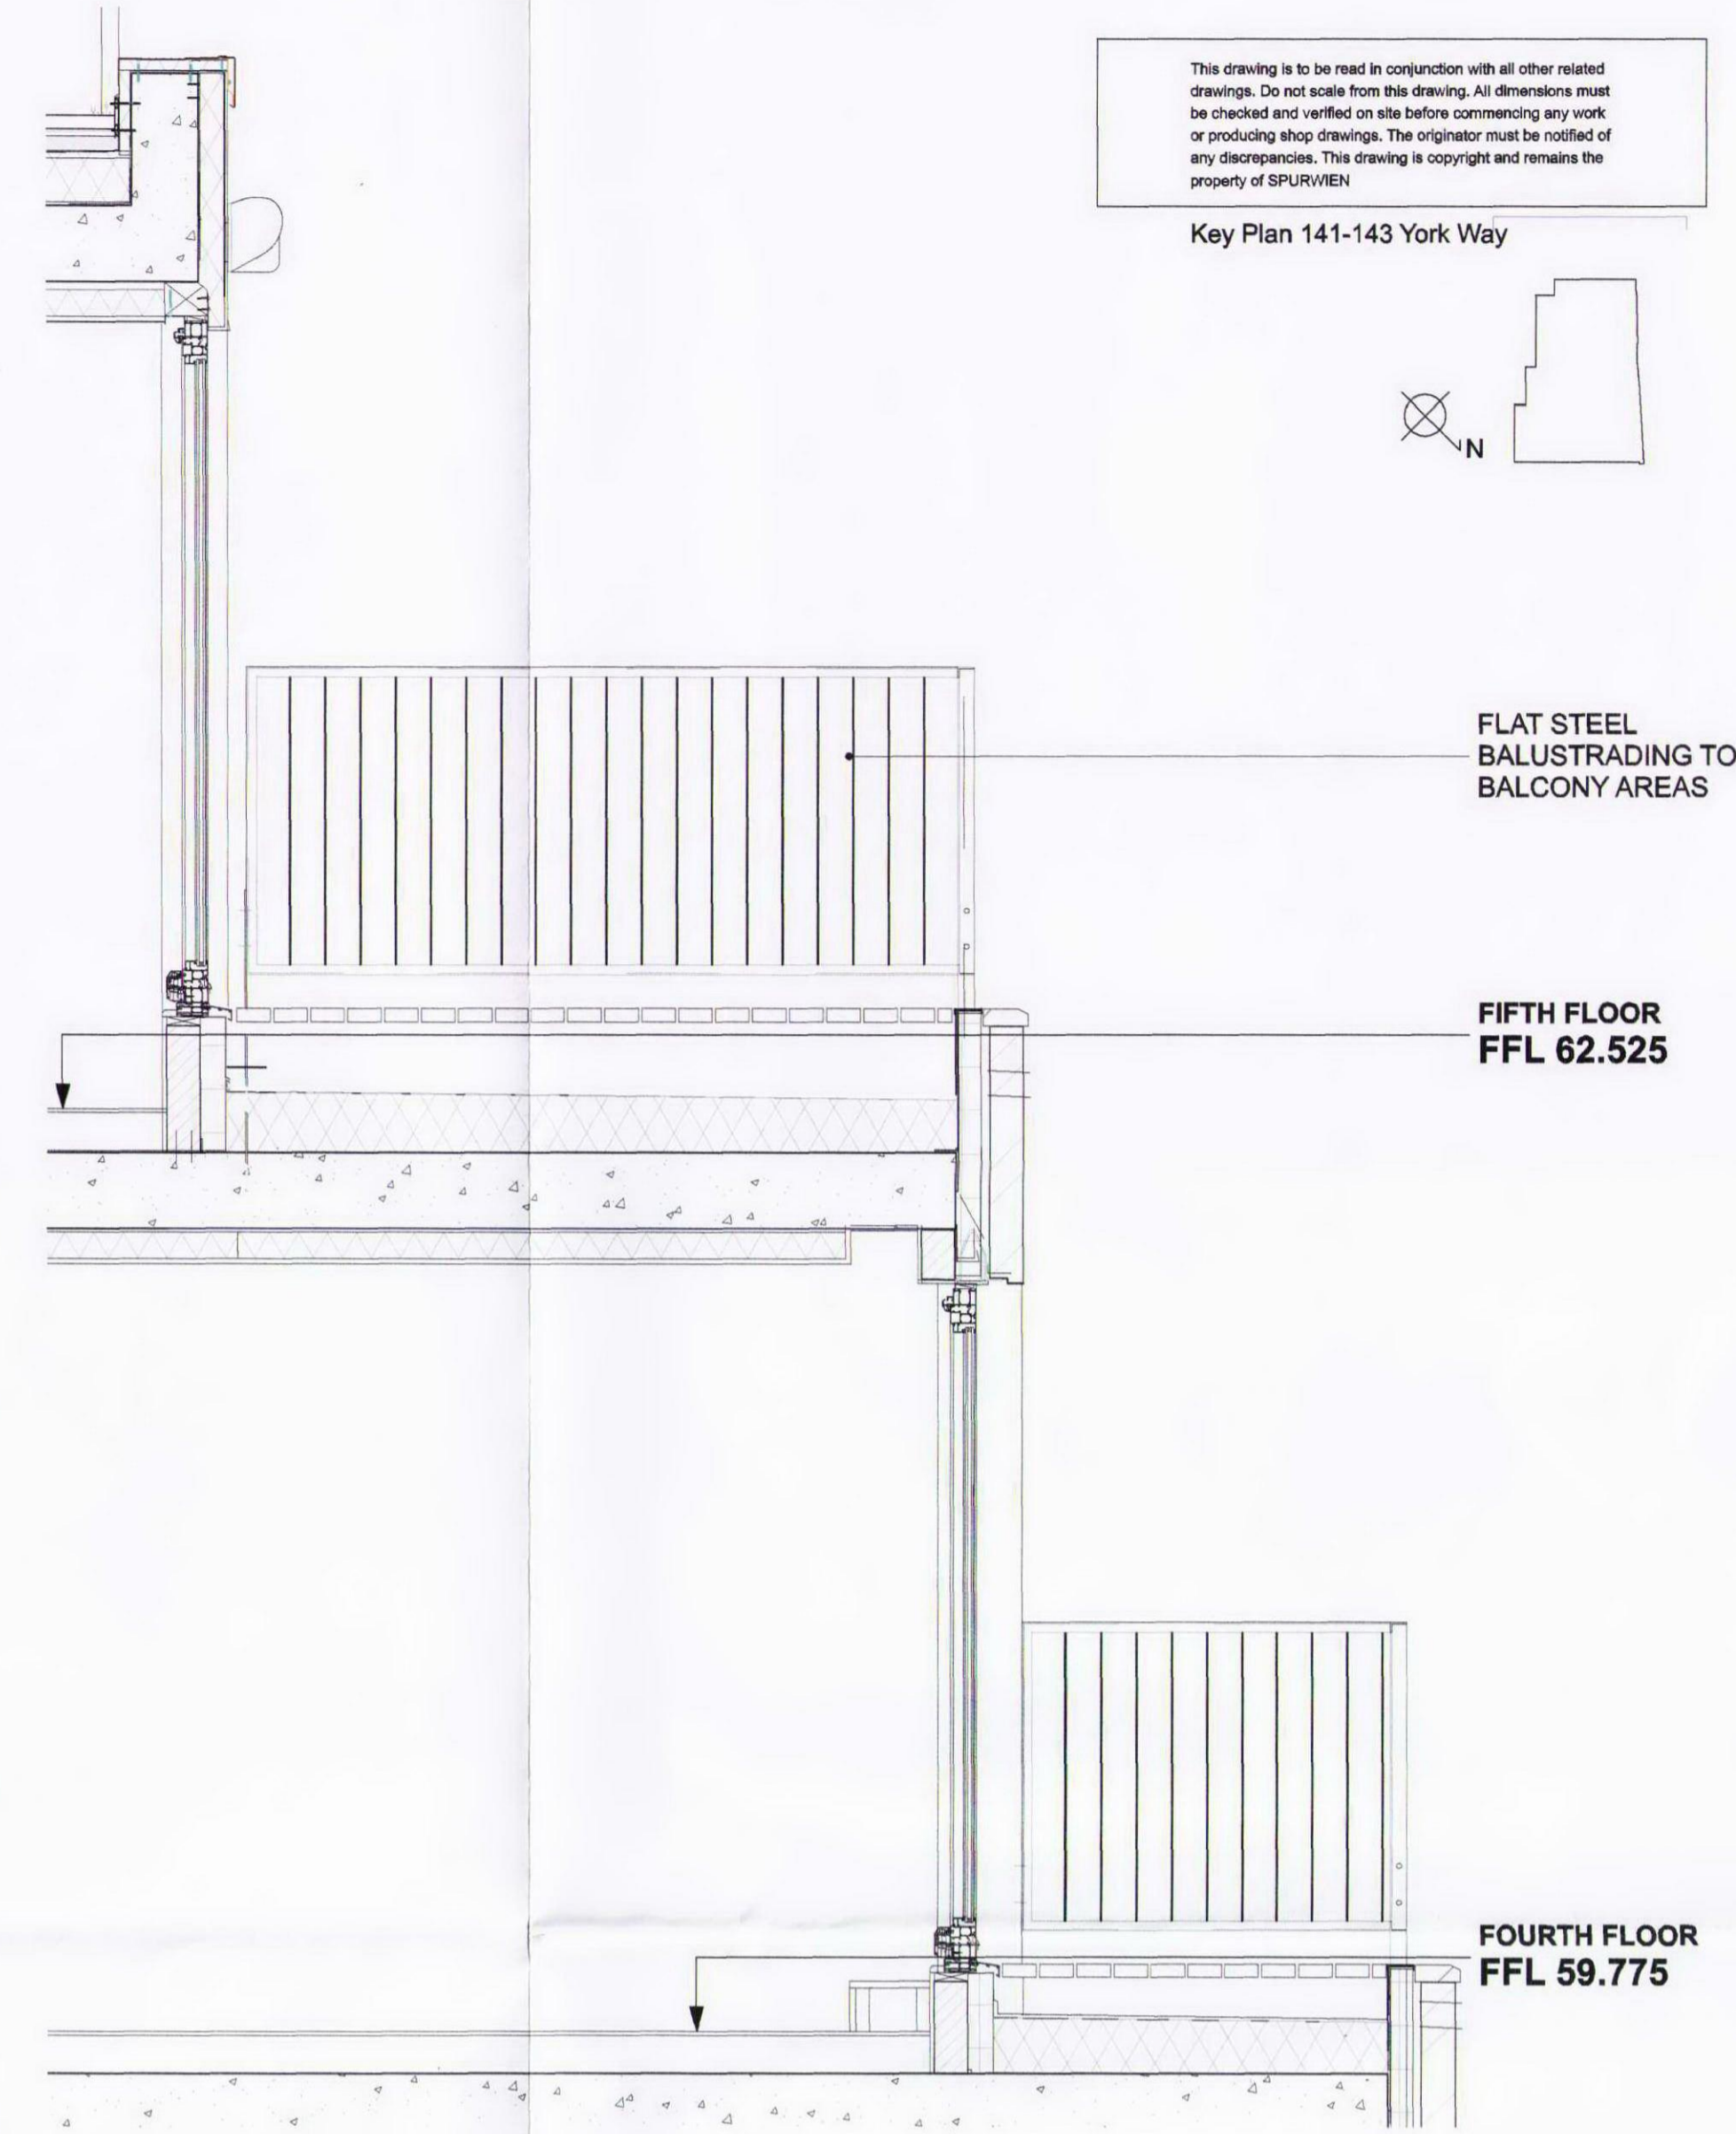 This drawing is to be read in conjunction with all other related
drawings. Do not scale from this drawing. All dimensions must
be checked and verified on site before commencing any work
or producing shop drawings. The originator must be notified of
any discrepancies. This drawing is copyright and remains the
property of SPURWIEN
Key Plan 141-143 York Way
N
FLAT STEEL
BALUSTRADING TO
BALCONY AREAS
FIFTH FLOOR
FFL 62.525
FOURTH FLOOR
FFL 59.775